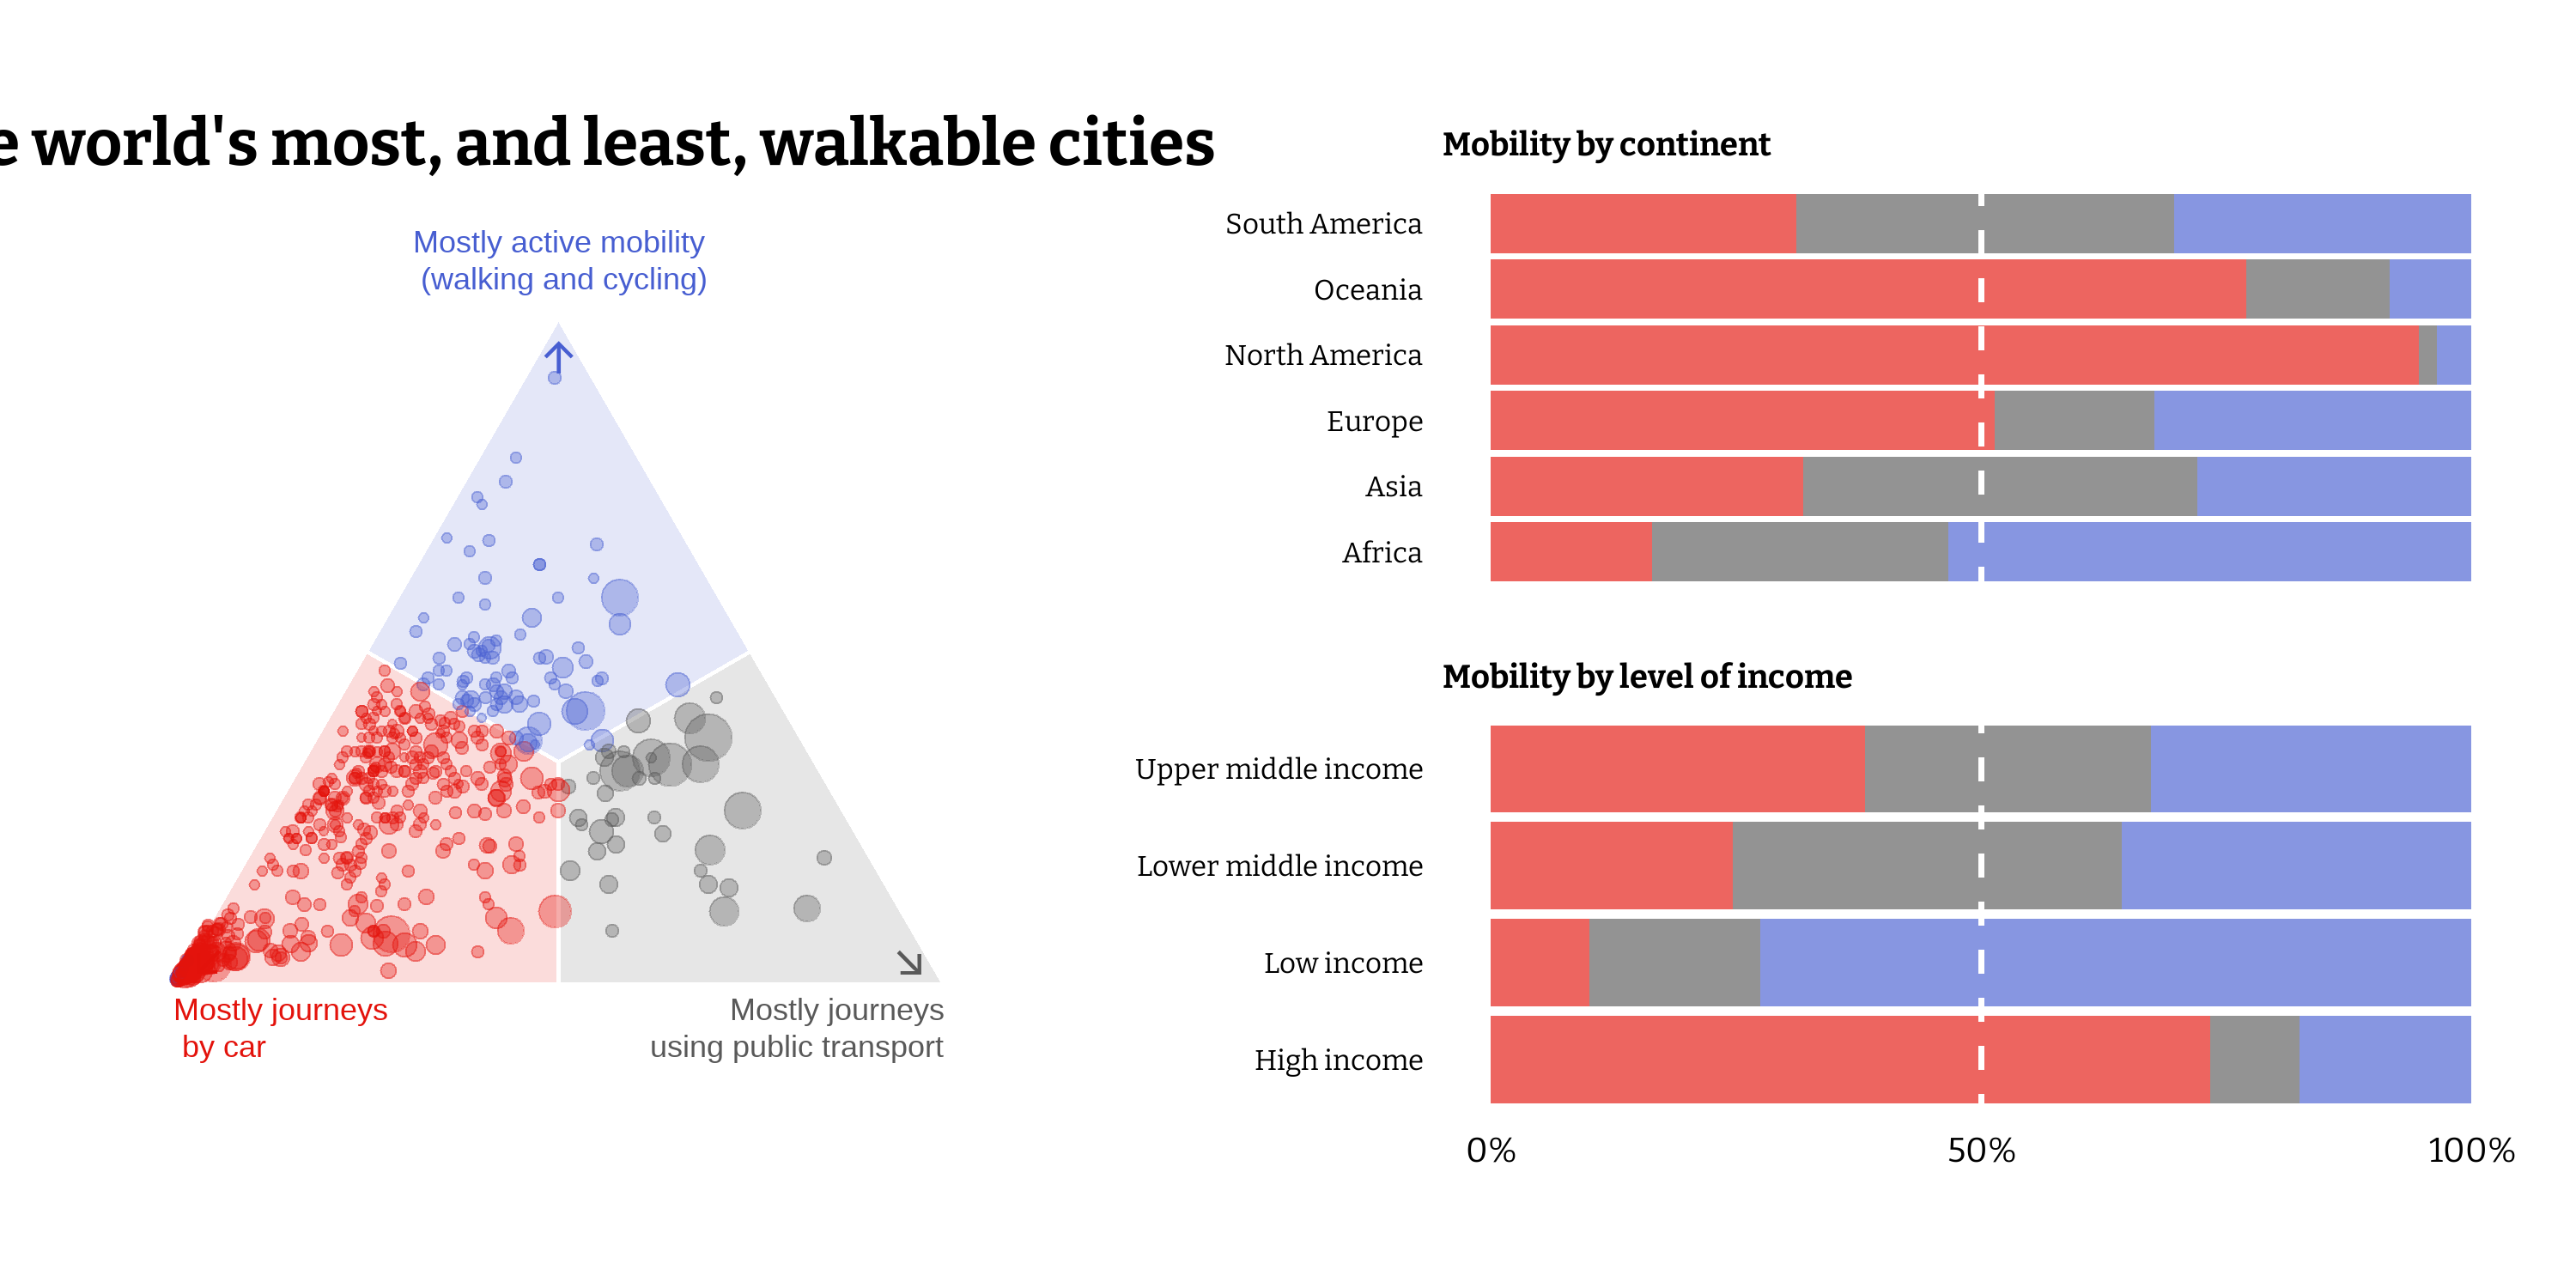 e world's most, and least, walkable cities
Mostly active mobility
(walking and cycling)
Mostly journeys
by car
Mostly journeys
using public transport
Mobility by continent
South America
Oceania
North America
Europe
Asia
Africa
Mobility by level of income
Upper middle income
Lower middle income
Low income
High income
0%
50%
100%